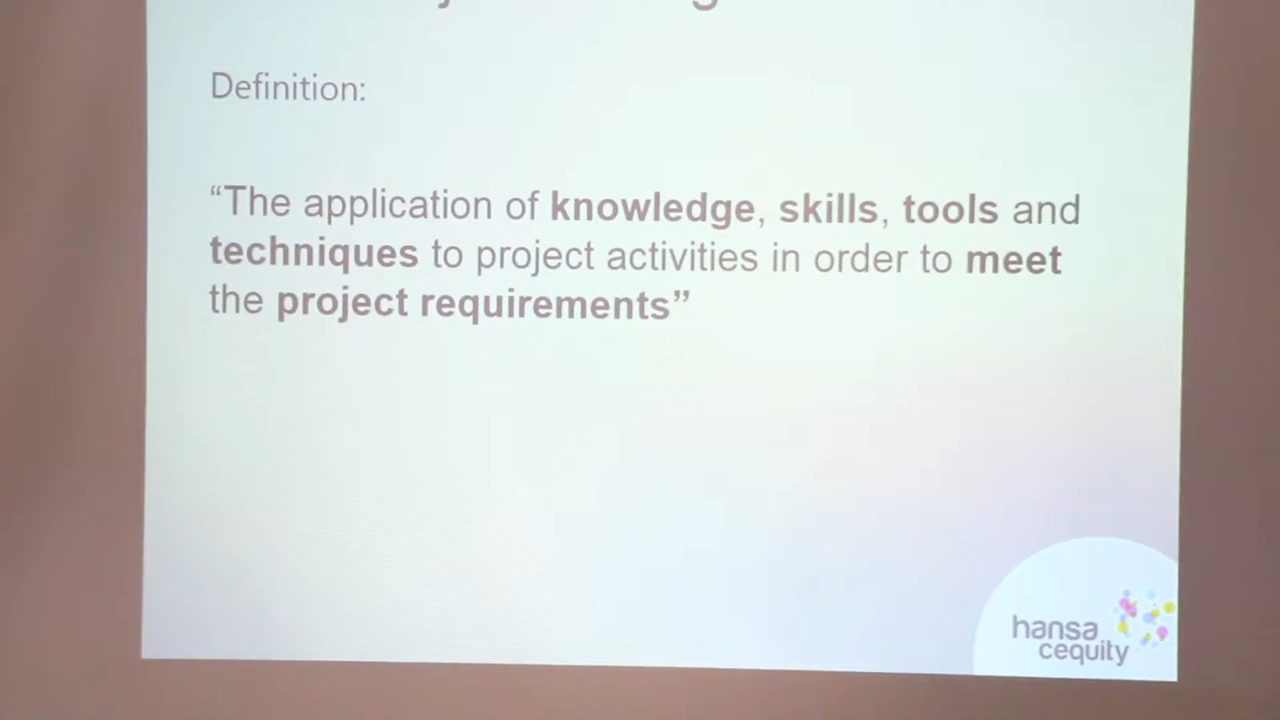 Definition:
“The application of knowledge, skills, tools and
techniques to project activities in order to meet
the project requirements”
hansa
cequity